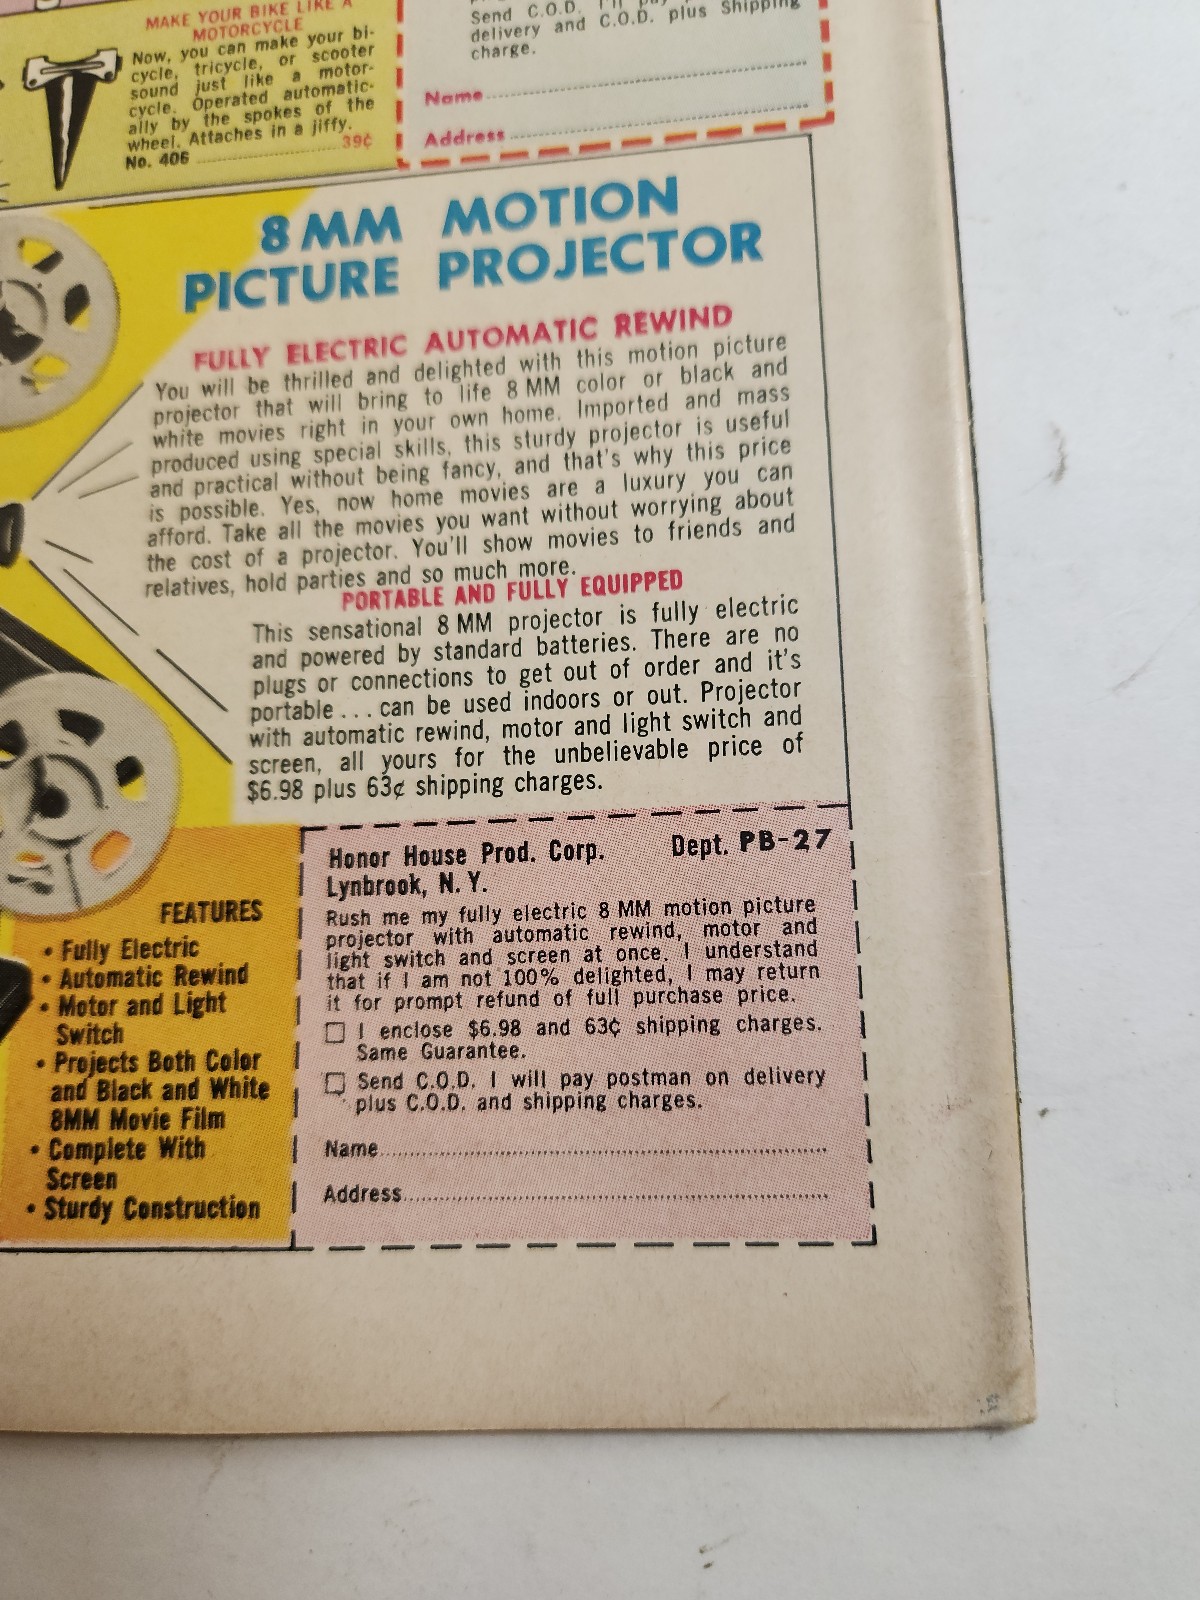 MAKE YOUR BIKE LIKE A
MOTORCYCLE
Now, you can make your bi-
cycle, tricycle, or scooter
sound just like a motor-
cycle. Operated automatic-
ally by the spokes of the
wheel. Attaches in a jiffy.
No. 406 39¢
Send C.O.D. I'll pay
delivery and C.O.D. plus Shipping
charge.
Name
Address
8 MM MOTION
PICTURE PROJECTOR
FULLY ELECTRIC AUTOMATIC REWIND
You will be thrilled and delighted with this motion picture
projector that will bring to life 8 MM color or black and
white movies right in your own home. Imported and mass
produced using special skills, this sturdy projector is useful
and practical without being fancy, and that's why this price
is possible. Yes, now home movies are a luxury you can
afford. Take all the movies you want without worrying about
the cost of a projector. You'll show movies to friends and
relatives, hold parties and so much more.
PORTABLE AND FULLY EQUIPPED
This sensational 8 MM projector is fully electric
and powered by standard batteries. There are no
plugs or connections to get out of order and it's
portable . . . can be used indoors or out. Projector
with automatic rewind, motor and light switch and
screen, all yours for the unbelievable price of
$6.98 plus 63¢ shipping charges.
FEATURES
• Fully Electric
• Automatic Rewind
• Motor and Light
Switch
• Projects Both Color
and Black and White
8MM Movie Film
• Complete With
Screen
• Sturdy Construction
Honor House Prod. Corp. Dept. PB-27
Lynbrook, N. Y.
Rush me my fully electric 8 MM motion picture
projector with automatic rewind, motor and
light switch and screen at once. I understand
that if I am not 100% delighted, I may return
it for prompt refund of full purchase price.
☐ I enclose $6.98 and 63¢ shipping charges.
Same Guarantee.
☐ Send C.O.D. I will pay postman on delivery
plus C.O.D. and shipping charges.
Name
Address